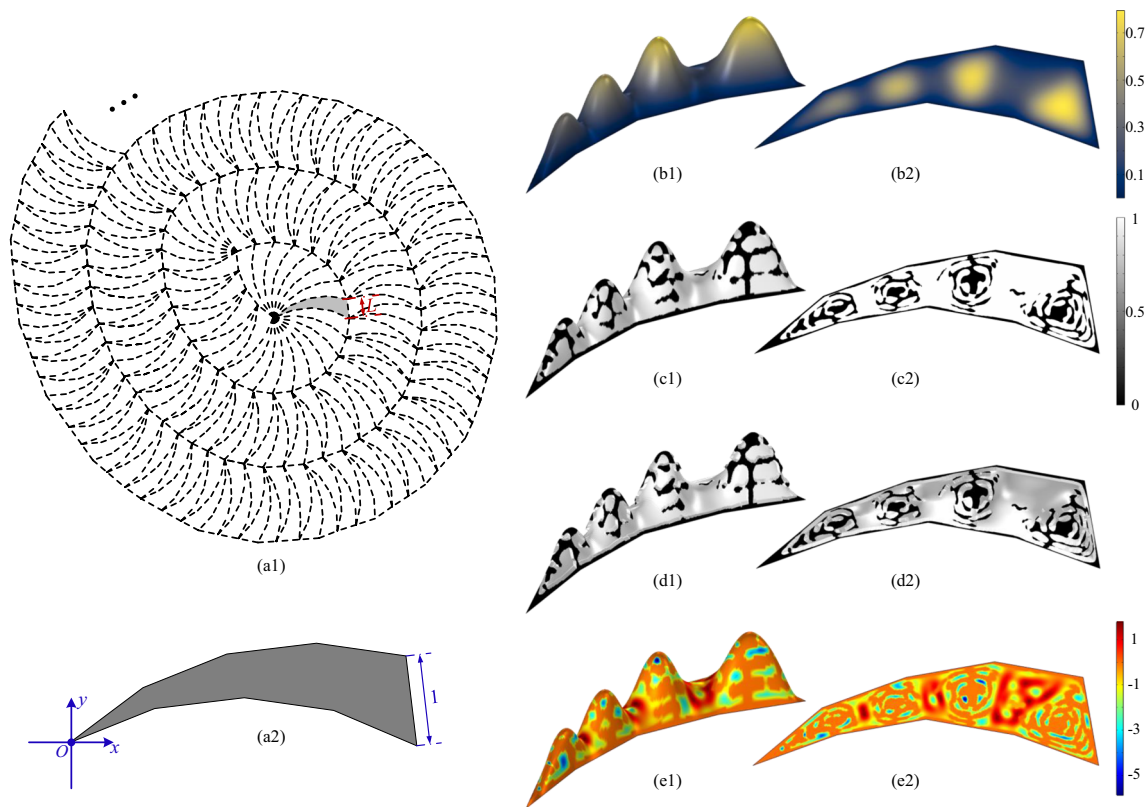 L
(a1)
y
O
x
1
(a2)
(b1)
(b2)
0.7
0.5
0.3
0.1
(c1)
(c2)
1
0.5
0
(d1)
(d2)
(e1)
(e2)
1
-1
-3
-5